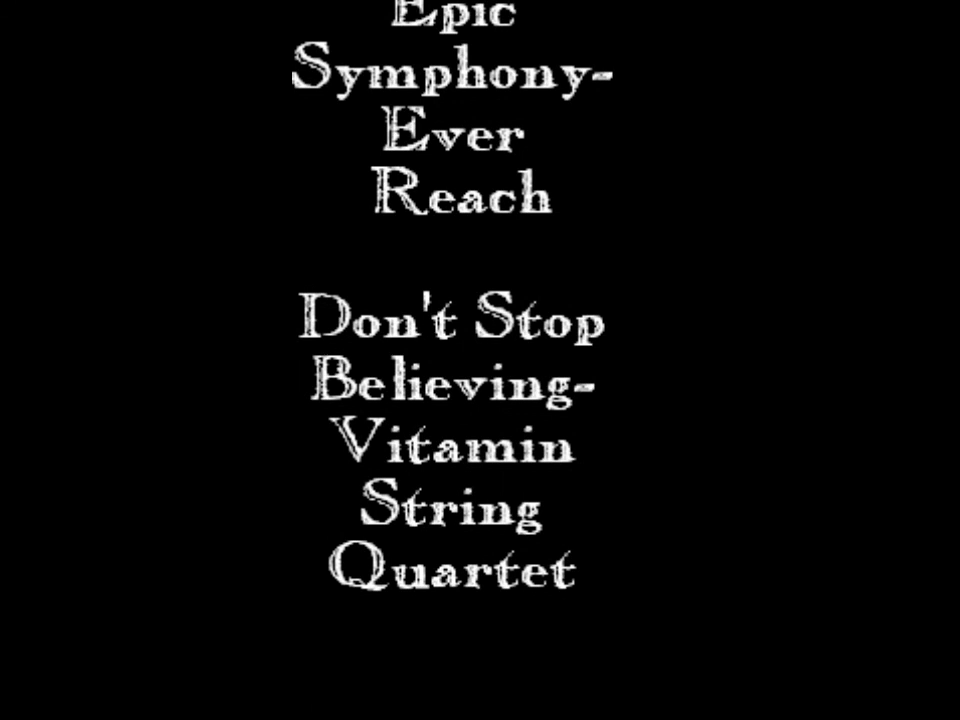 Epic
Symphony-
Ever
Reach
Don't Stop
Believing-
Vitamin
String
Quartet